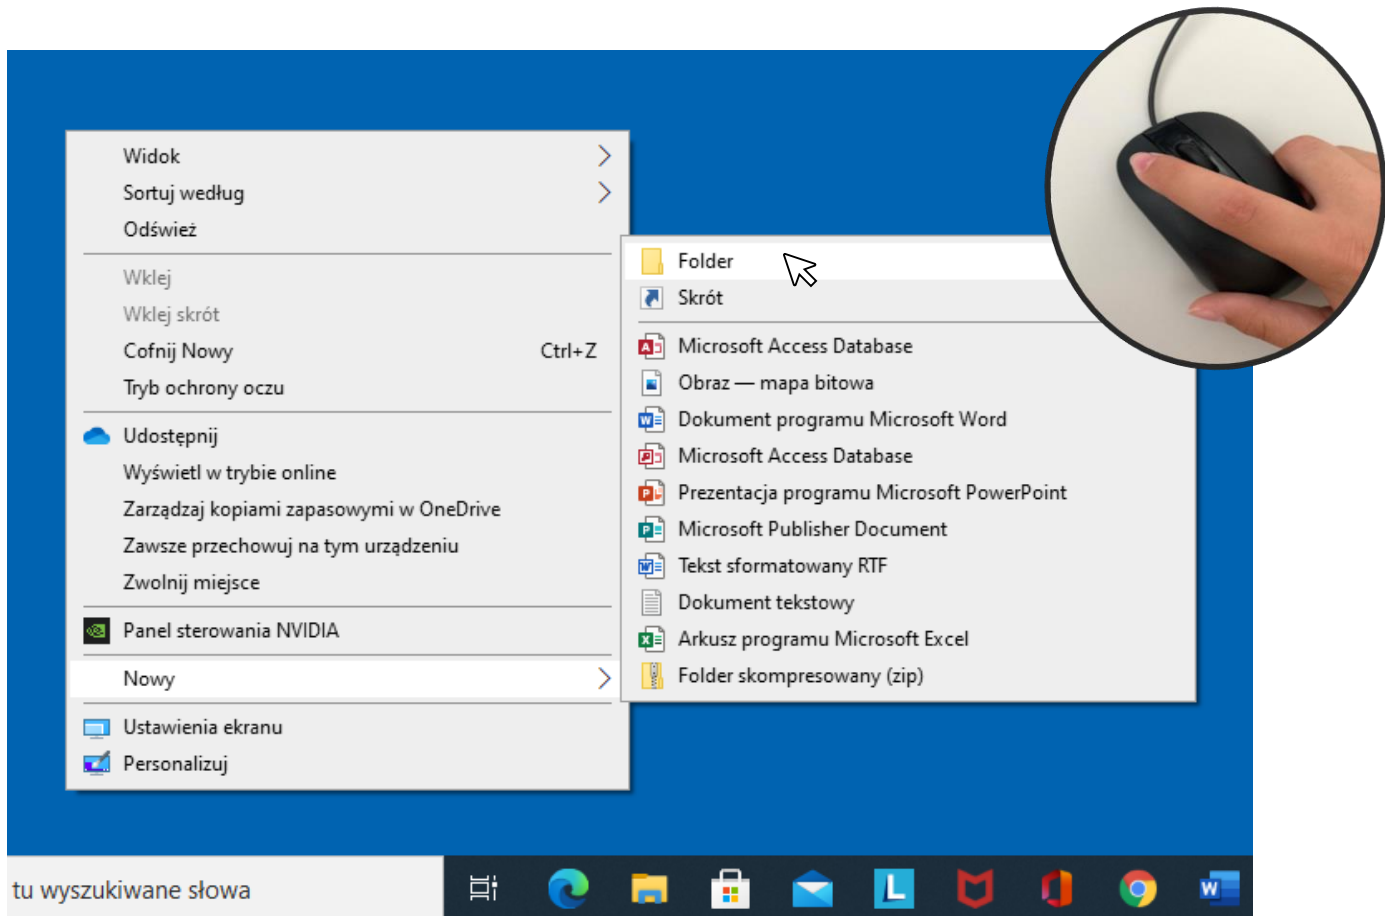 Widok
Sortuj według
Odśwież
Wklej
Wklej skrót
Cofnij Nowy Ctrl+Z
Tryb ochrony oczu
Udostępnij
Wyświetl w trybie online
Zarządzaj kopiami zapasowymi w OneDrive
Zawsze przechowuj na tym urządzeniu
Zwolnij miejsce
Panel sterowania NVIDIA
Nowy
Ustawienia ekranu
Personalizuj
Folder
Skrót
Microsoft Access Database
Obraz — mapa bitowa
Dokument programu Microsoft Word
Microsoft Access Database
Prezentacja programu Microsoft PowerPoint
Microsoft Publisher Document
Tekst sformatowany RTF
Dokument tekstowy
Arkusz programu Microsoft Excel
Folder skompresowany (zip)
tu wyszukiwane słowa